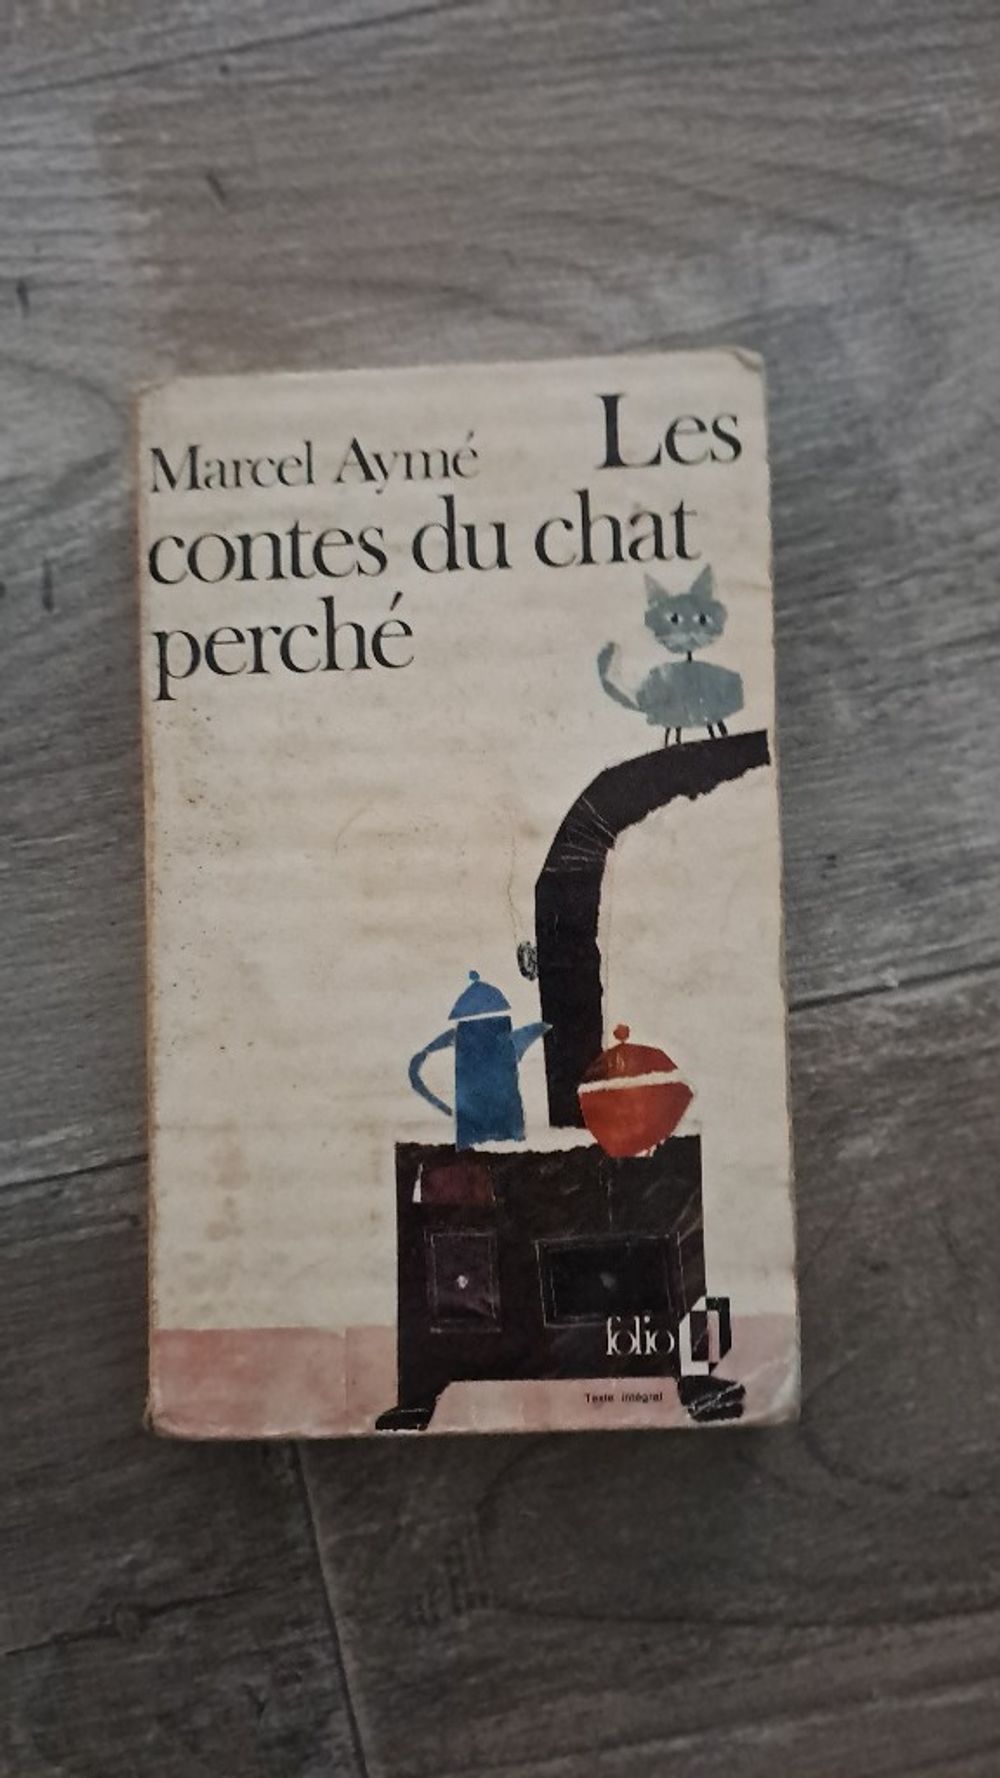 Marcel Aymé Les
contes du chat
perché
folio
Texte intégral